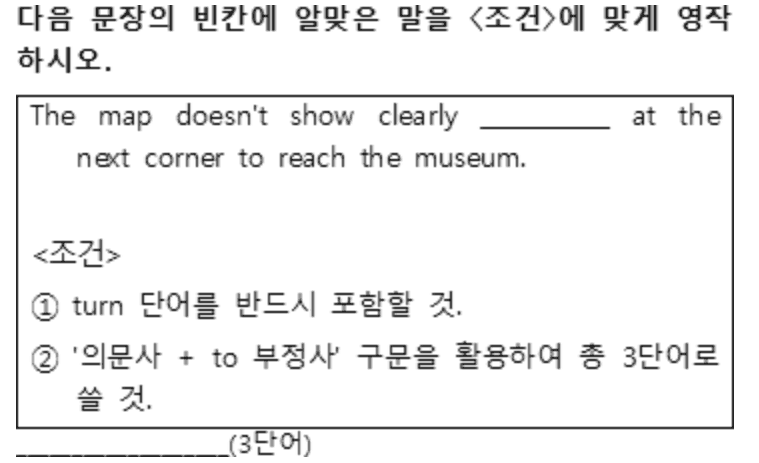 다음 문장의 빈칸에 알맞은 말을 <조건>에 맞게 영작
하시오.
The map doesn't show clearly __________ at the
next corner to reach the museum.
<조건>
① turn 단어를 반드시 포함할 것.
② '의문사 + to 부정사' 구문을 활용하여 총 3단어로
쓸 것.
__________________(3단어)